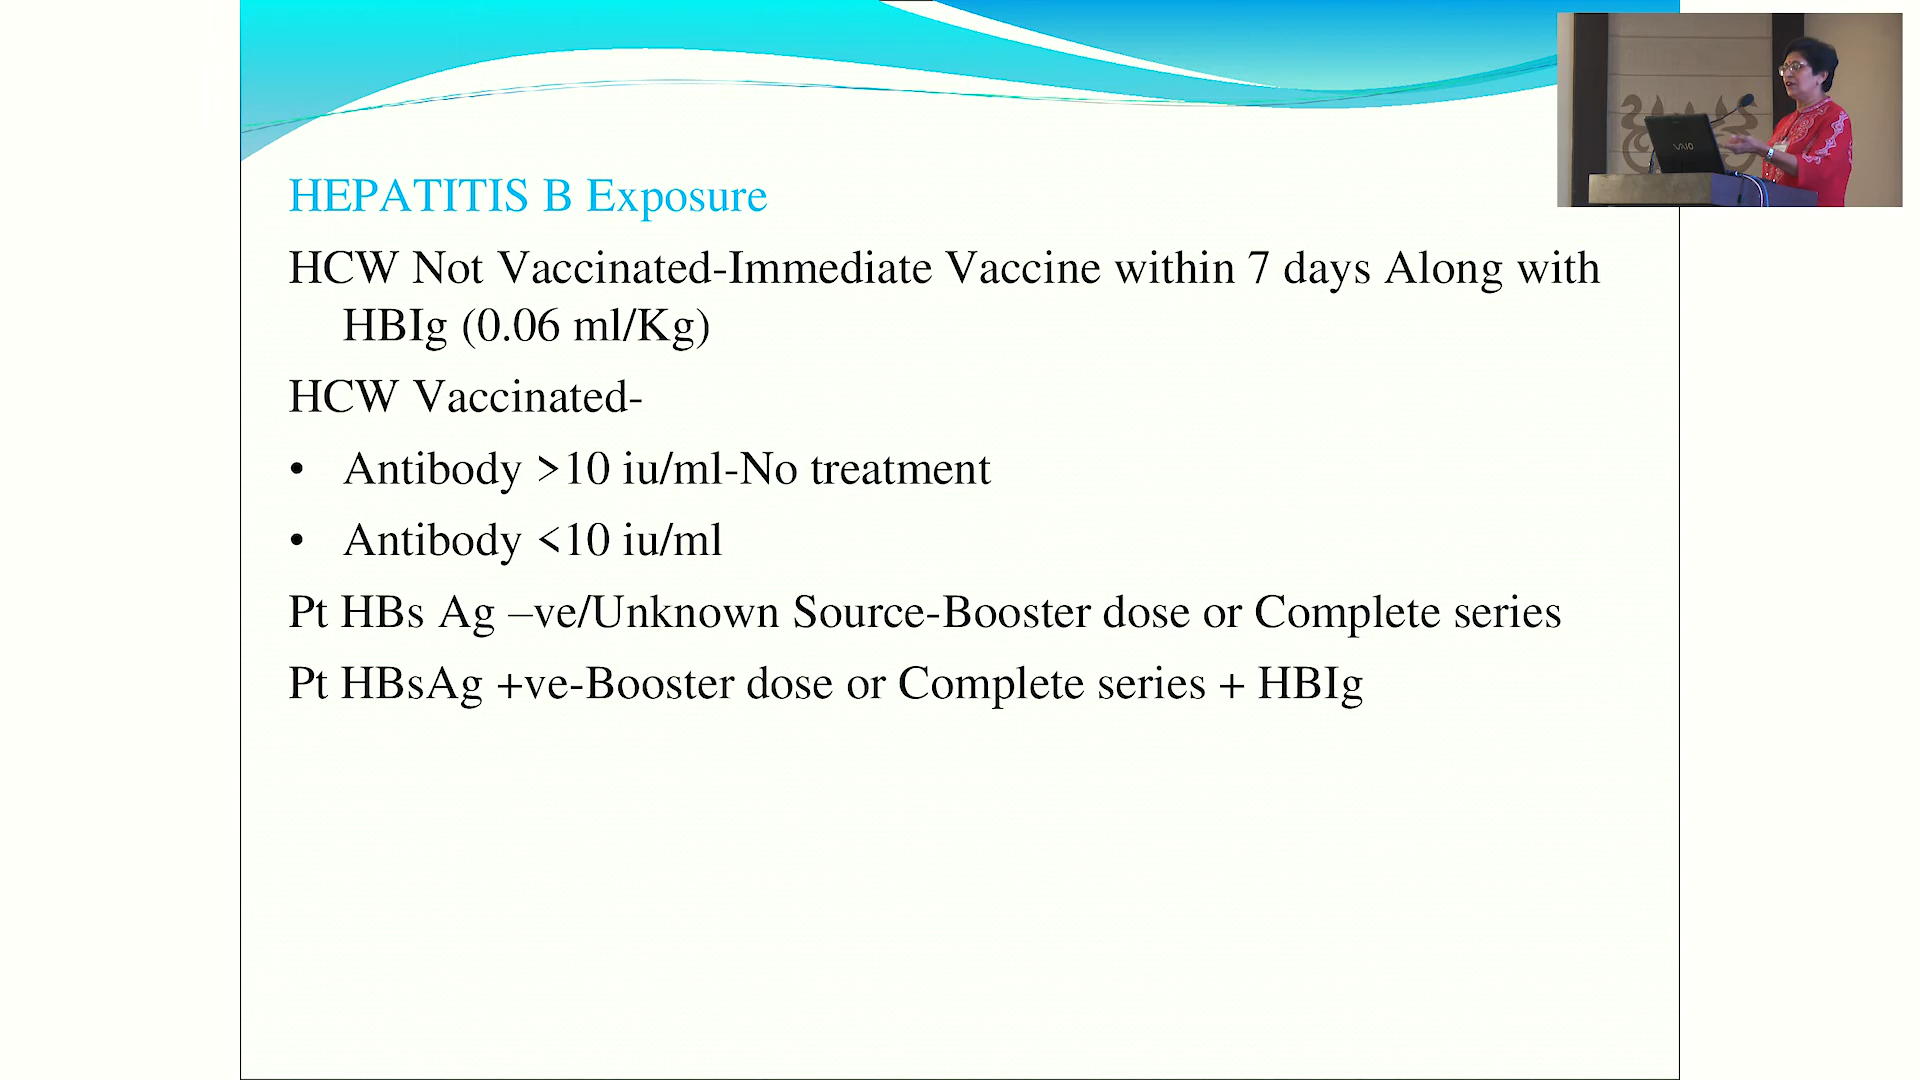 VAIO
HEPATITIS B Exposure
HCW Not Vaccinated-Immediate Vaccine within 7 days Along with
HBIg (0.06 ml/Kg)
HCW Vaccinated-
• Antibody >10 iu/ml-No treatment
• Antibody <10 iu/ml
Pt HBs Ag –ve/Unknown Source-Booster dose or Complete series
Pt HBsAg +ve-Booster dose or Complete series + HBIg